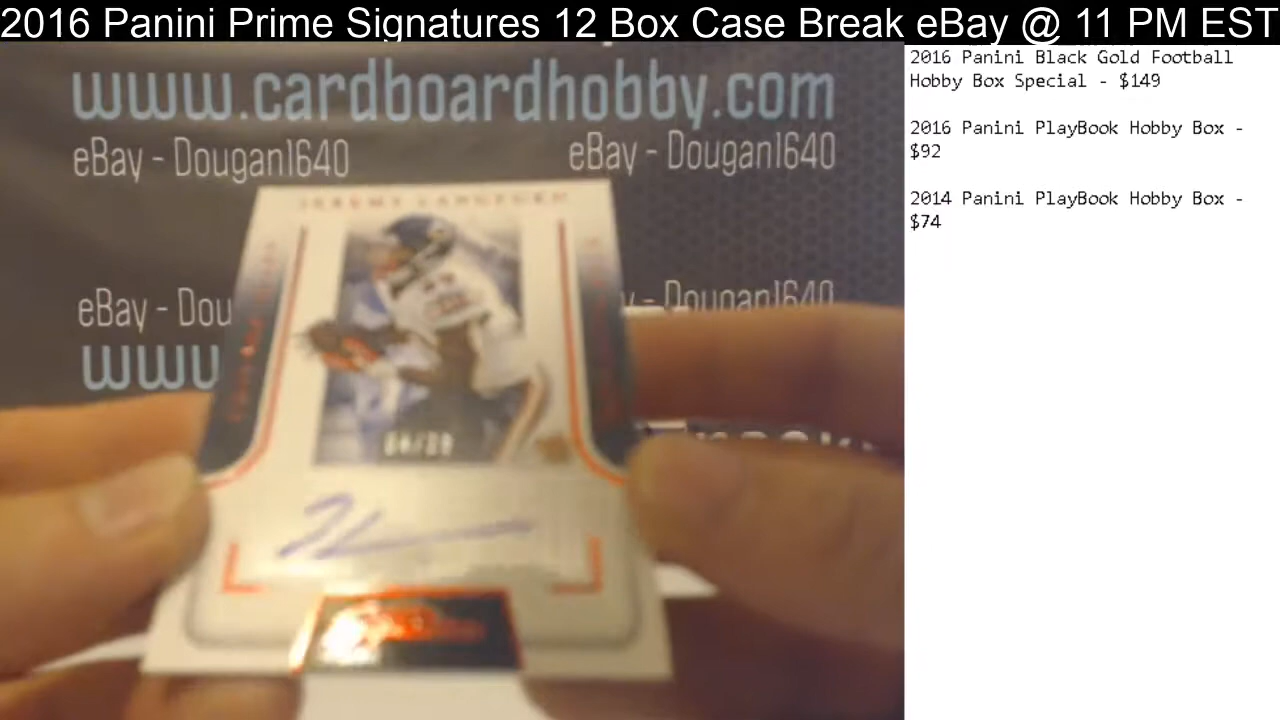 2016 Panini Prime Signatures 12 Box Case Break eBay @ 11 PM EST
www.cardboardhobby.com
eBay - Dougan1640 eBay - Dougan1640
JEREMY LANGFORD
eBay - Dou - Dougan1640
www
2016 Panini Black Gold Football
Hobby Box Special - $149
2016 Panini PlayBook Hobby Box -
$92
2014 Panini PlayBook Hobby Box -
$74